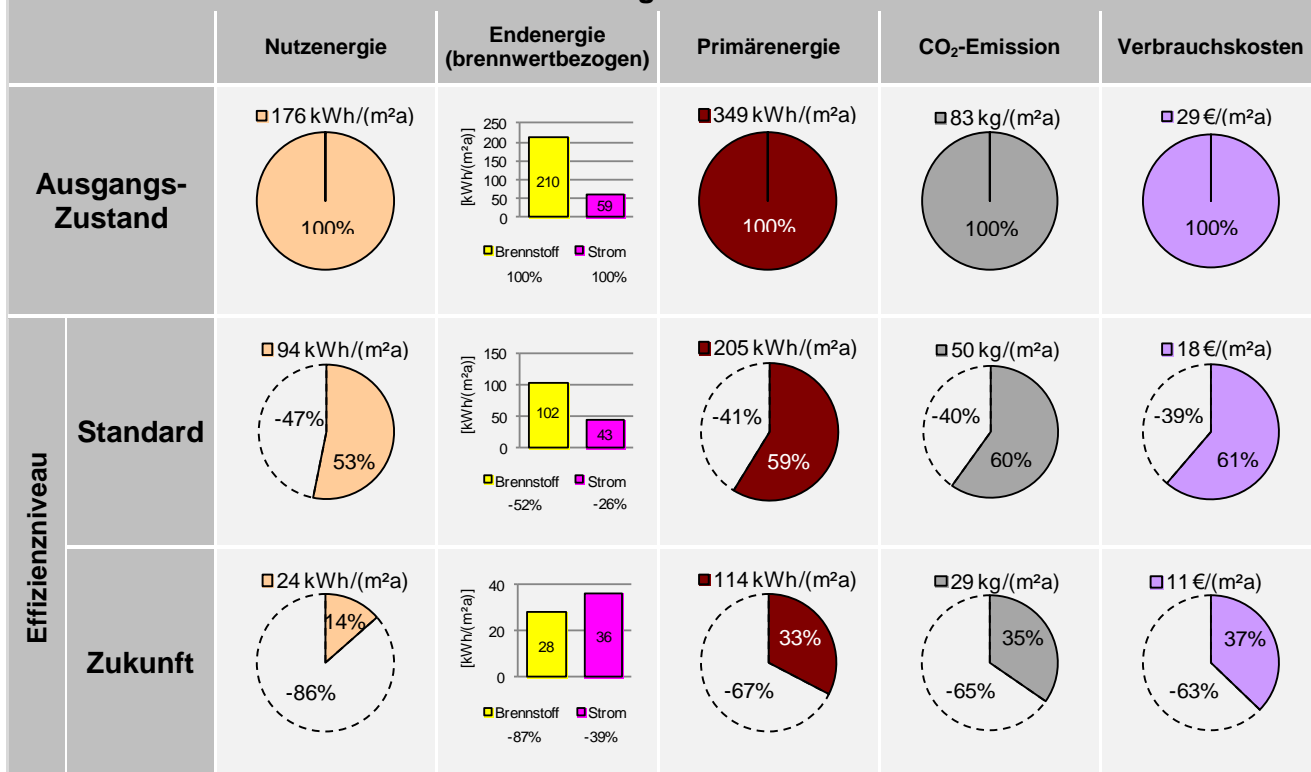 Nutzenergie
Endenergie
(brennwertbezogen)
Primärenergie
CO₂-Emission
Verbrauchskosten
Ausgangs-
Zustand
176 kWh/(m²a)
100%
[kWh/(m²a)]
250
200
150
100
50
0
210
59
Brennstoff Strom
100% 100%
349 kWh/(m²a)
100%
83 kg/(m²a)
100%
29 €/(m²a)
100%
Effizienzniveau
Standard
94 kWh/(m²a)
-47%
53%
[kWh/(m²a)]
150
100
50
0
102
43
Brennstoff Strom
-52% -26%
205 kWh/(m²a)
-41%
59%
50 kg/(m²a)
-40%
60%
18 €/(m²a)
-39%
61%
Zukunft
24 kWh/(m²a)
14%
-86%
[kWh/(m²a)]
40
20
0
28
36
Brennstoff Strom
-87% -39%
114 kWh/(m²a)
33%
-67%
29 kg/(m²a)
35%
-65%
11 €/(m²a)
37%
-63%